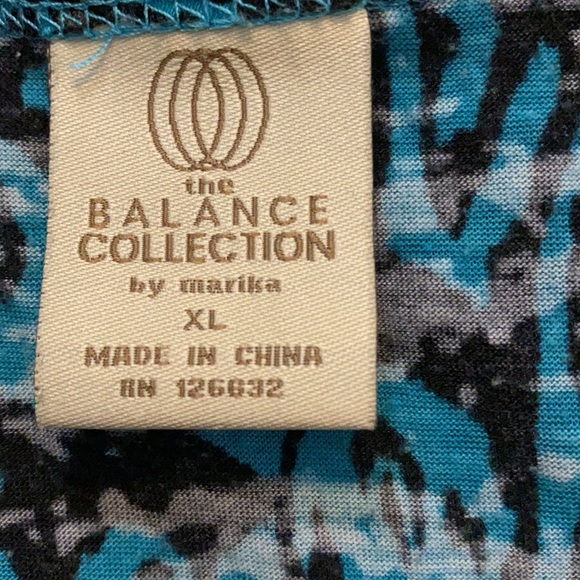 the
BALANCE
COLLECTION
by marika
XL
MADE IN CHINA
RN 126632